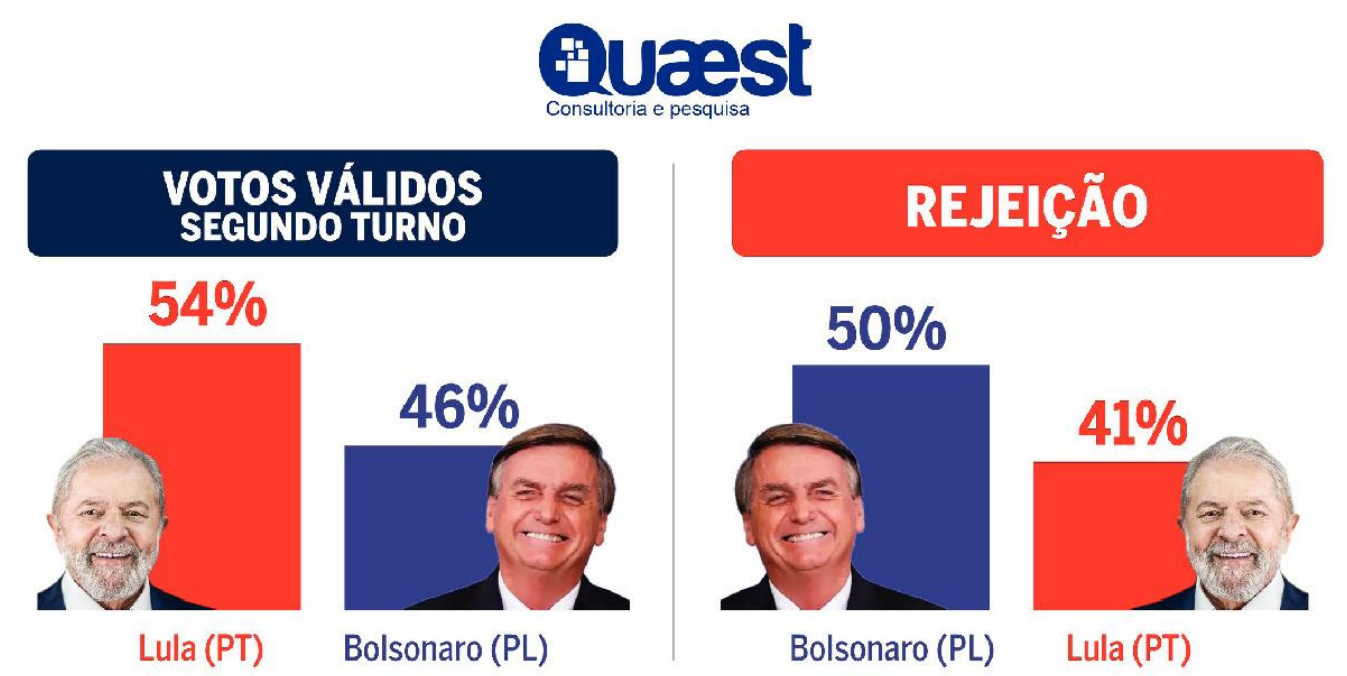 Quæst
Consultoria e pesquisa
VOTOS VÁLIDOS
SEGUNDO TURNO
54%
46%
Lula (PT)
Bolsonaro (PL)
REJEIÇÃO
50%
41%
Bolsonaro (PL)
Lula (PT)